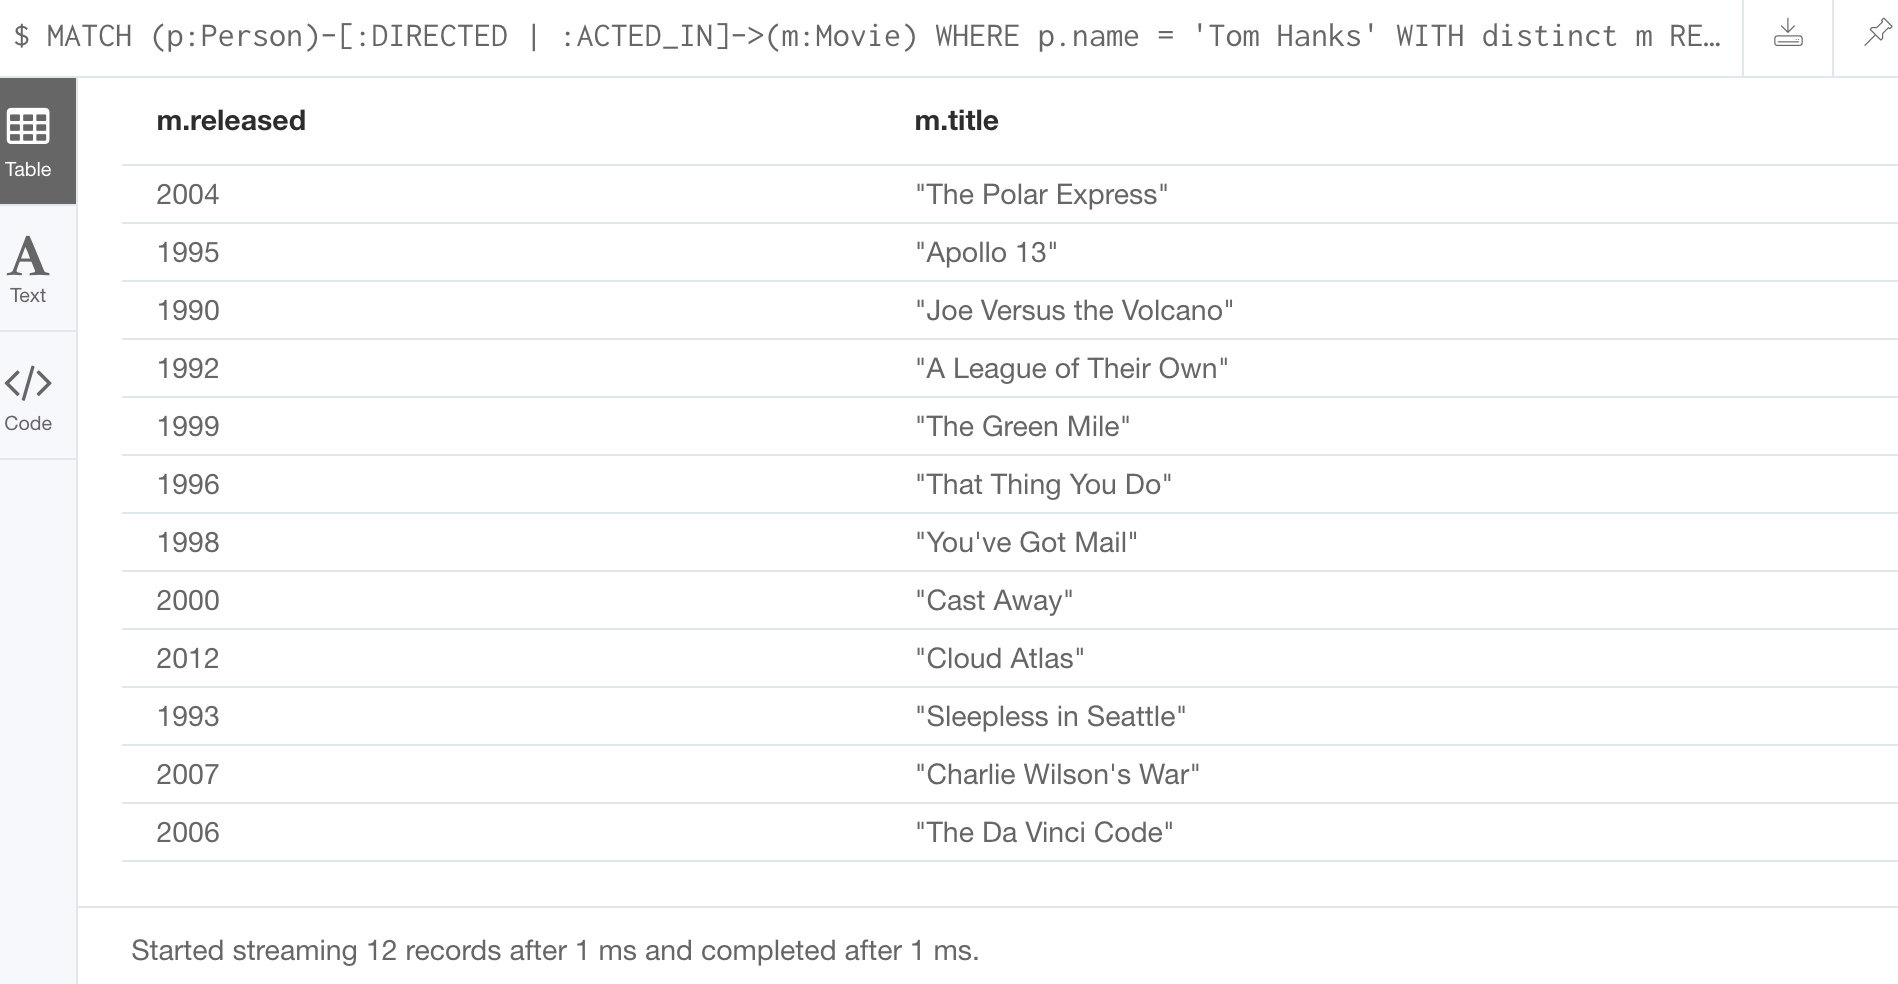 $ MATCH (p:Person)-[:DIRECTED | :ACTED_IN]->(m:Movie) WHERE p.name = 'Tom Hanks' WITH distinct m RE…
Table
Text
Code
m.released m.title
2004 "The Polar Express"
1995 "Apollo 13"
1990 "Joe Versus the Volcano"
1992 "A League of Their Own"
1999 "The Green Mile"
1996 "That Thing You Do"
1998 "You've Got Mail"
2000 "Cast Away"
2012 "Cloud Atlas"
1993 "Sleepless in Seattle"
2007 "Charlie Wilson's War"
2006 "The Da Vinci Code"
Started streaming 12 records after 1 ms and completed after 1 ms.